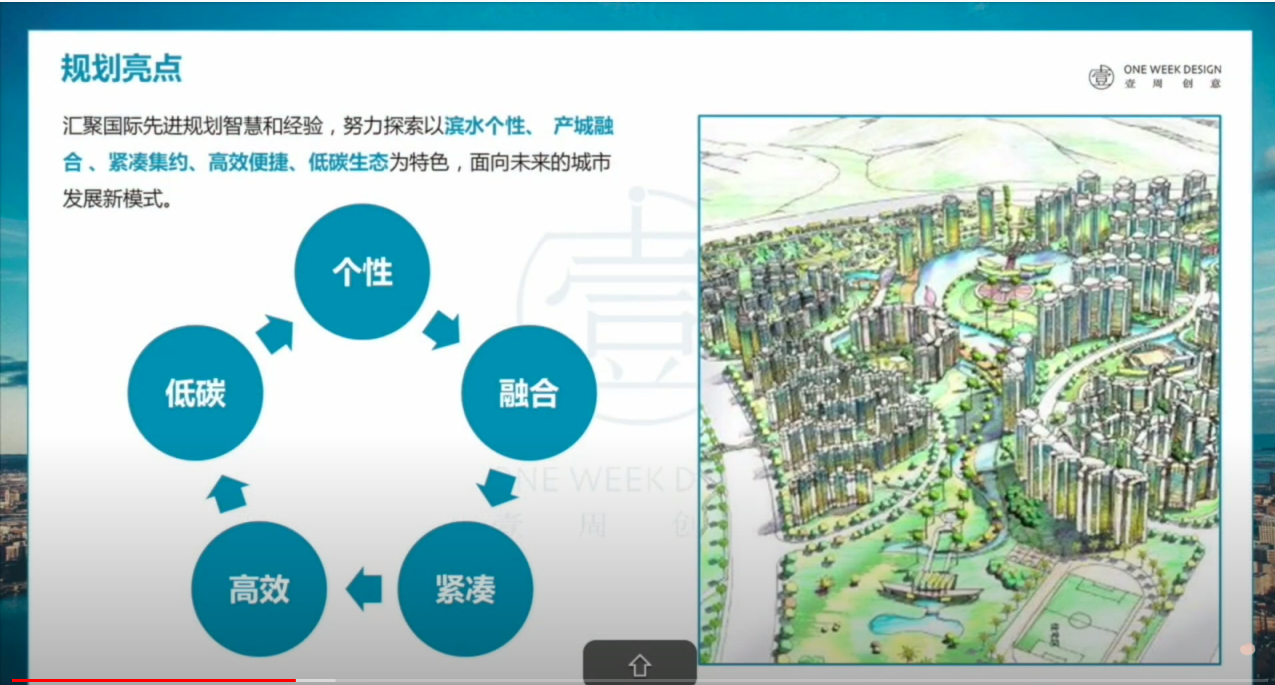 规划亮点
ONE WEEK DESIGN
壹 周 创 意
汇聚国际先进规划智慧和经验，努力探索以滨水个性、 产城融
合 、紧凑集约、高效便捷、低碳生态为特色，面向未来的城市
发展新模式。
个性
低碳
融合
高效
紧凑
壹
NE WEEK D
壹 周 创